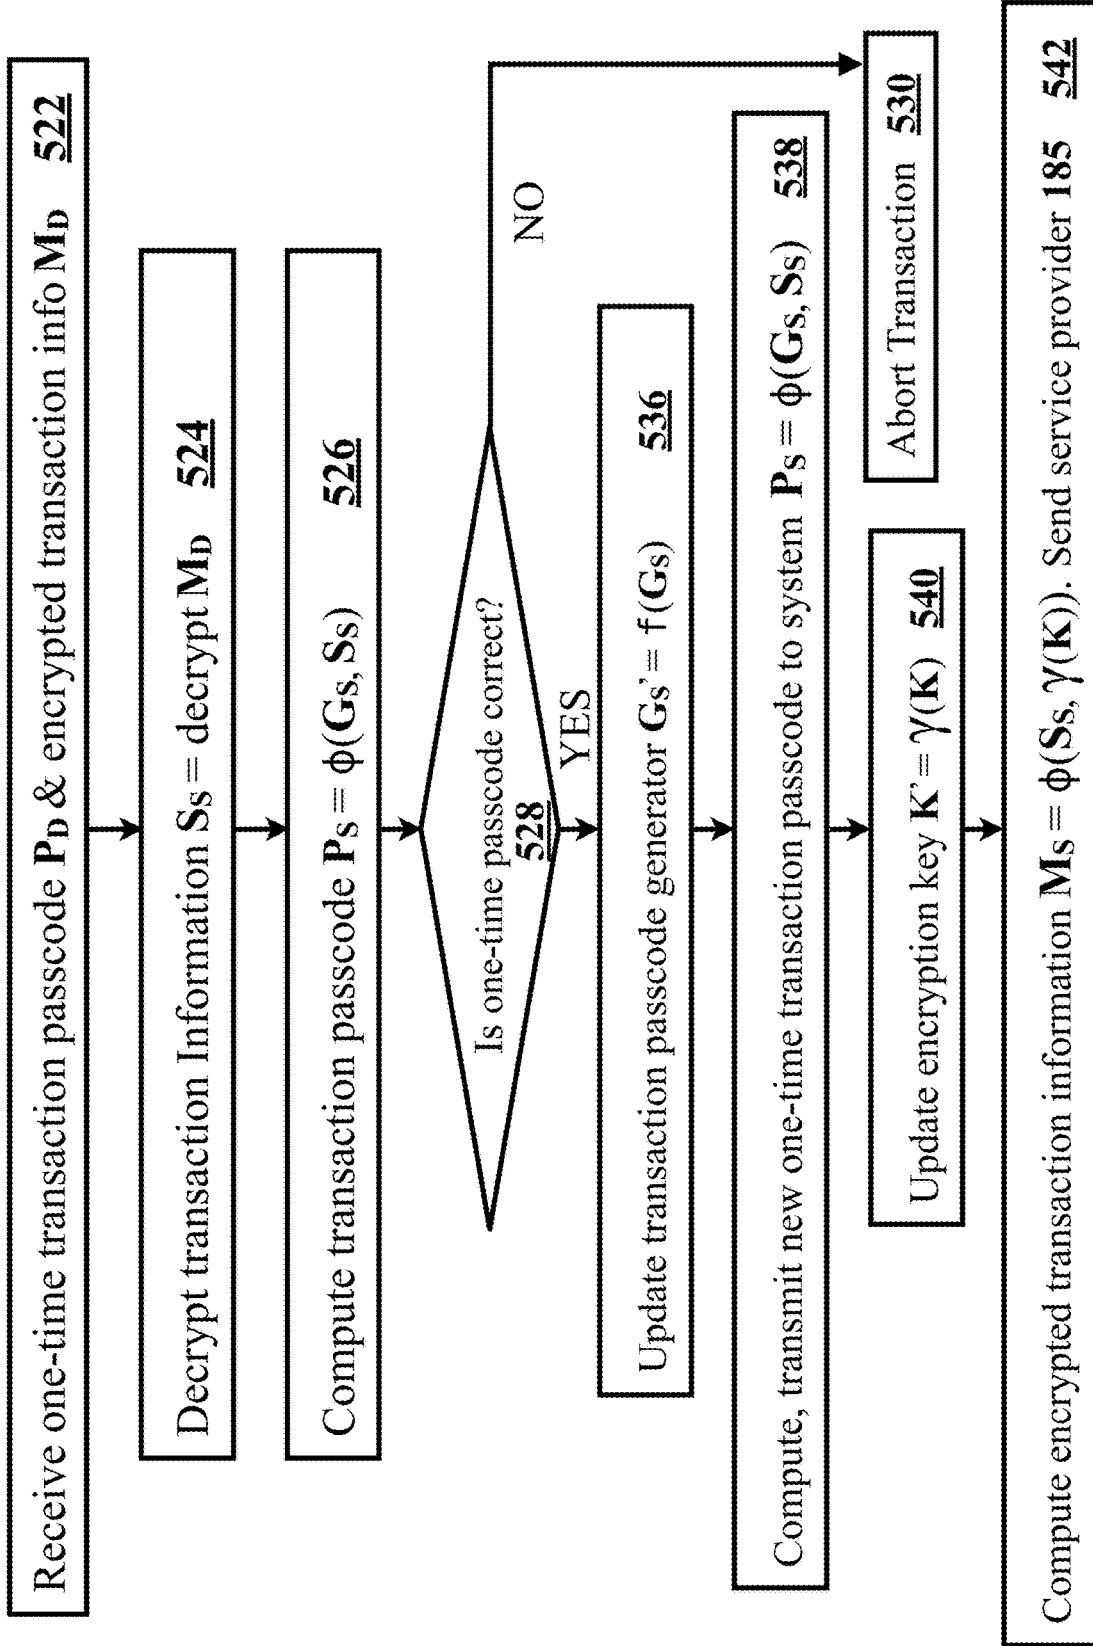 Receive one-time transaction passcode PD & encrypted transaction info MD 522
Decrypt transaction Information SS = decrypt MD 524
Compute transaction passcode PS = ϕ(GS, SS) 526
Is one-time passcode correct?
528
NO
YES
Update transaction passcode generator GS' = f(GS) 536
Compute, transmit new one-time transaction passcode to system PS = ϕ(GS, SS) 538
Abort Transaction 530
Update encryption key K' = γ(K) 540
Compute encrypted transaction information MS = ϕ(SS, γ(K)). Send service provider 185 542